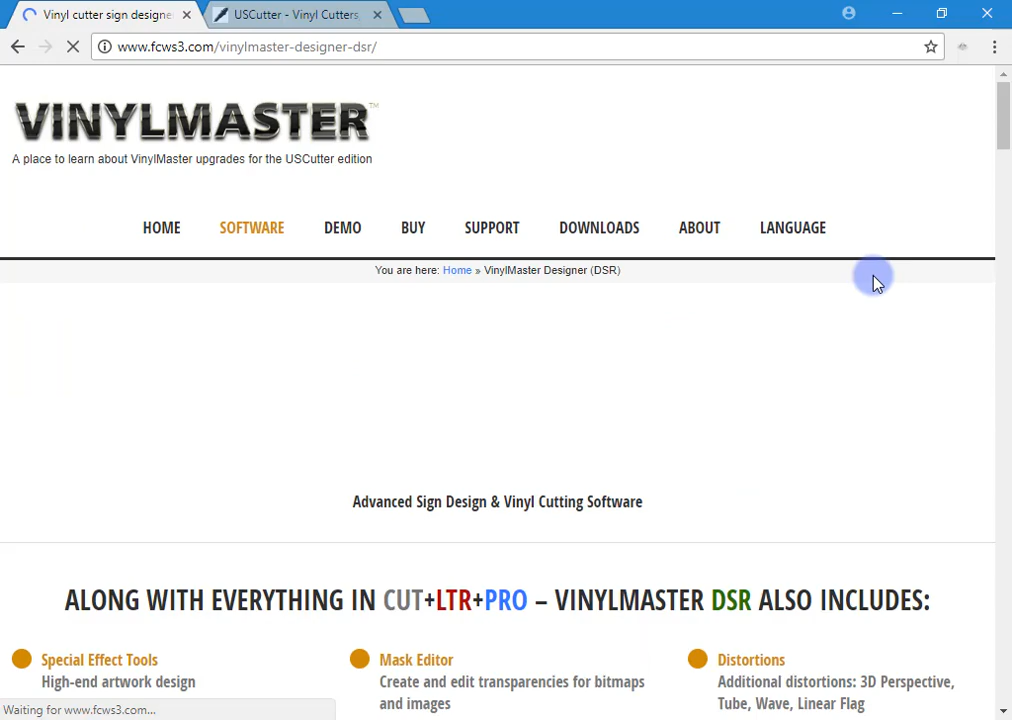 Vinyl cutter sign designe
USCutter - Vinyl Cutters,
www.fcws3.com/vinylmaster-designer-dsr/
VINYLMASTER™
A place to learn about VinylMaster upgrades for the USCutter edition
HOME SOFTWARE DEMO BUY SUPPORT DOWNLOADS ABOUT LANGUAGE
You are here: Home » VinylMaster Designer (DSR)
Advanced Sign Design & Vinyl Cutting Software
ALONG WITH EVERYTHING IN CUT+LTR+PRO – VINYLMASTER DSR ALSO INCLUDES:
Special Effect Tools
High-end artwork design
Mask Editor
Create and edit transparencies for bitmaps
and images
Distortions
Additional distortions: 3D Perspective,
Tube, Wave, Linear Flag
Waiting for www.fcws3.com...